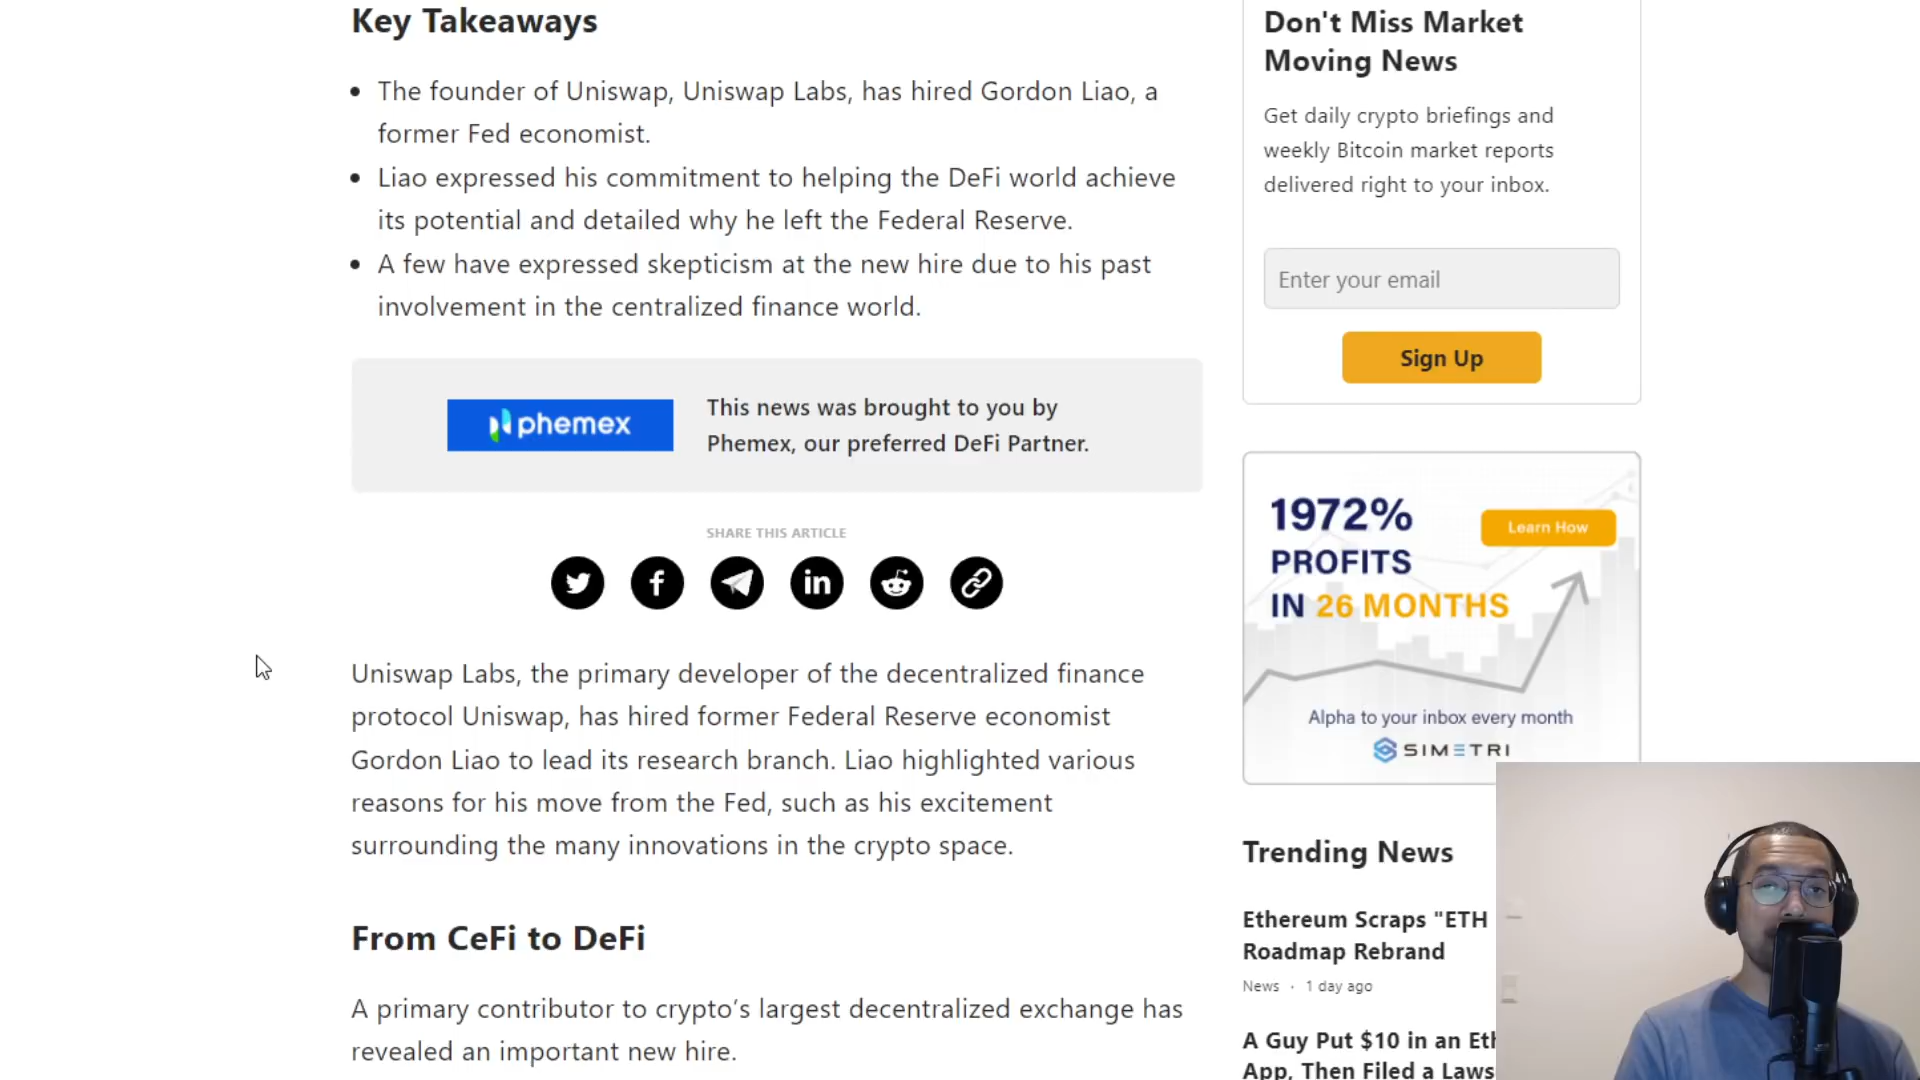 Key Takeaways
The founder of Uniswap, Uniswap Labs, has hired Gordon Liao, a
former Fed economist.
Liao expressed his commitment to helping the DeFi world achieve
its potential and detailed why he left the Federal Reserve.
A few have expressed skepticism at the new hire due to his past
involvement in the centralized finance world.
phemex
This news was brought to you by
Phemex, our preferred DeFi Partner.
SHARE THIS ARTICLE
Uniswap Labs, the primary developer of the decentralized finance
protocol Uniswap, has hired former Federal Reserve economist
Gordon Liao to lead its research branch. Liao highlighted various
reasons for his move from the Fed, such as his excitement
surrounding the many innovations in the crypto space.
From CeFi to DeFi
A primary contributor to crypto’s largest decentralized exchange has
revealed an important new hire.
Don't Miss Market
Moving News
Get daily crypto briefings and
weekly Bitcoin market reports
delivered right to your inbox.
Enter your email
Sign Up
1972%
PROFITS
IN 26 MONTHS
Learn How
Alpha to your inbox every month
SIMETRI
Trending News
Ethereum Scraps "ETH
Roadmap Rebrand
News · 1 day ago
A Guy Put $10 in an Eth
App, Then Filed a Laws